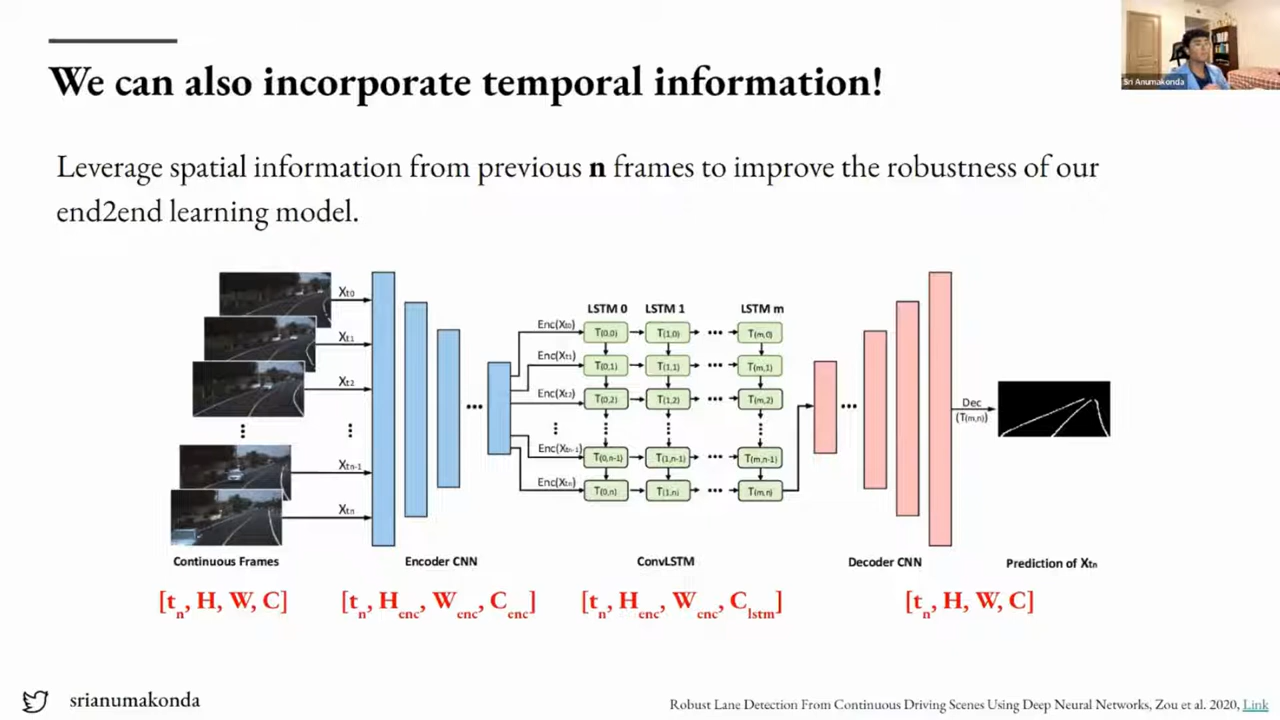 We can also incorporate temporal information!
Sri Anumakonda
Leverage spatial information from previous n frames to improve the robustness of our
end2end learning model.
Xt0
Xt1
Xt2
Xtn-1
Xtn
Continuous Frames
Encoder CNN
Enc(Xt0)
Enc(Xt1)
Enc(Xt2)
Enc(Xtn-1)
Enc(Xtn)
LSTM 0 LSTM 1 LSTM m
T(0,0) T(1,0) ••• T(m,0)
T(0,1) T(1,1) ••• T(m,1)
T(0,2) T(1,2) ••• T(m,2)
T(0,n-1) T(1,n-1) ••• T(m,n-1)
T(0,n) T(1,n) ••• T(m,n)
ConvLSTM
Decoder CNN
Dec
(T(m,n))
Prediction of Xtn
[tn, H, W, C] [tn, Henc, Wenc, Cenc] [tn, Henc, Wenc, Clstm] [tn, H, W, C]
srianumakonda
Robust Lane Detection From Continuous Driving Scenes Using Deep Neural Networks, Zou et al. 2020, Link